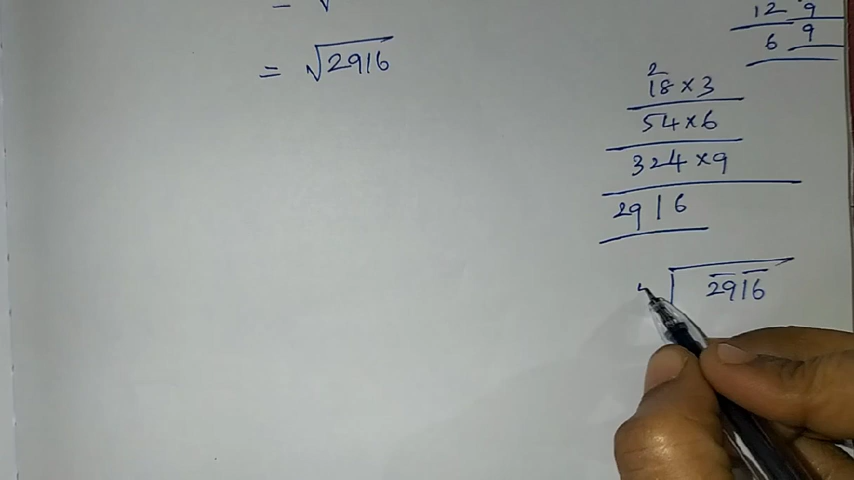 = √2916
12 9
6 9
2
18 × 3
54 × 6
324 × 9
2916
2916